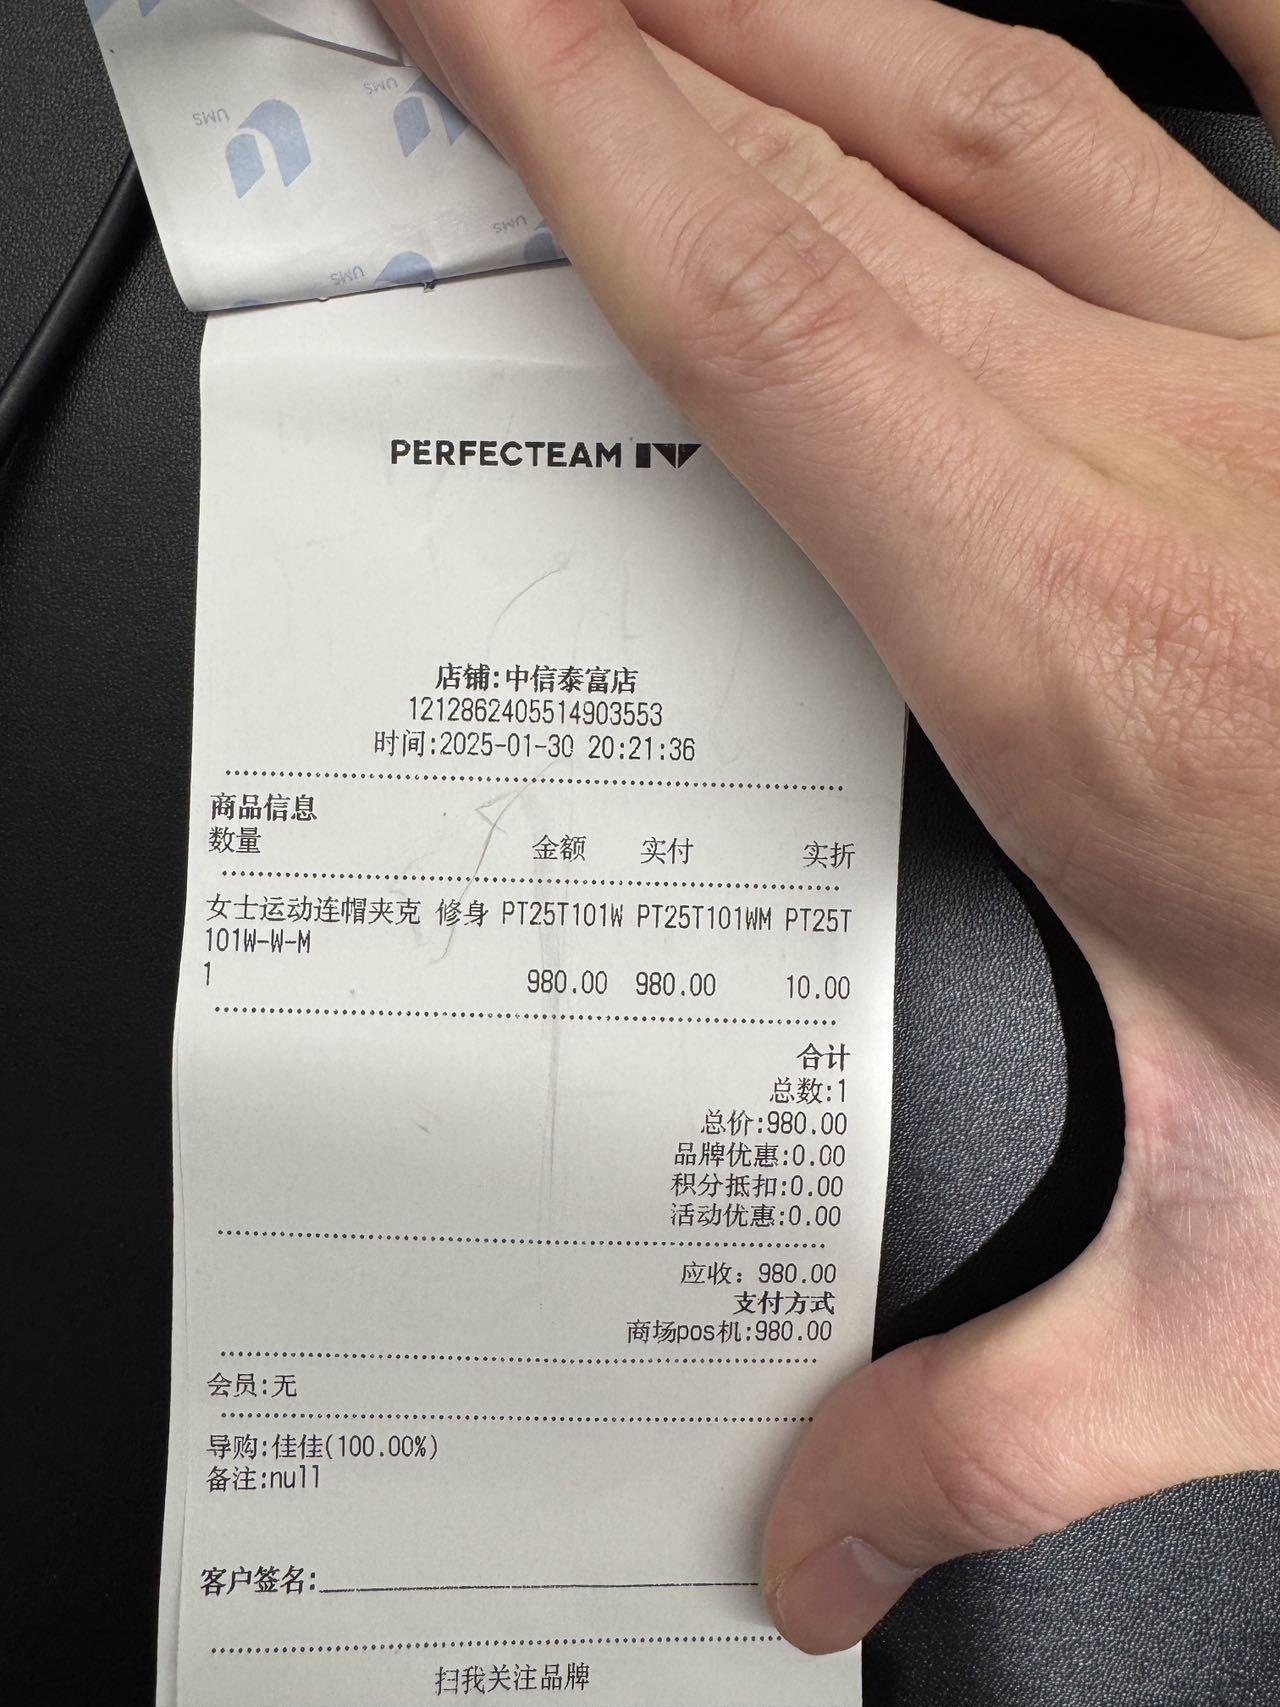 UMS
UMS
UMS
UMS
PERFECTEAM
店铺:中信泰富店
1212862405514903553
时间:2025-01-30 20:21:36
商品信息
数量 金额 实付 实折
女士运动连帽夹克 修身 PT25T101W PT25T101WM PT25T
101W-W-M
1 980.00 980.00 10.00
合计
总数:1
总价:980.00
品牌优惠:0.00
积分抵扣:0.00
活动优惠:0.00
应收: 980.00
支付方式
商场pos机:980.00
会员:无
导购:佳佳(100.00%)
备注:null
客户签名:
扫我关注品牌